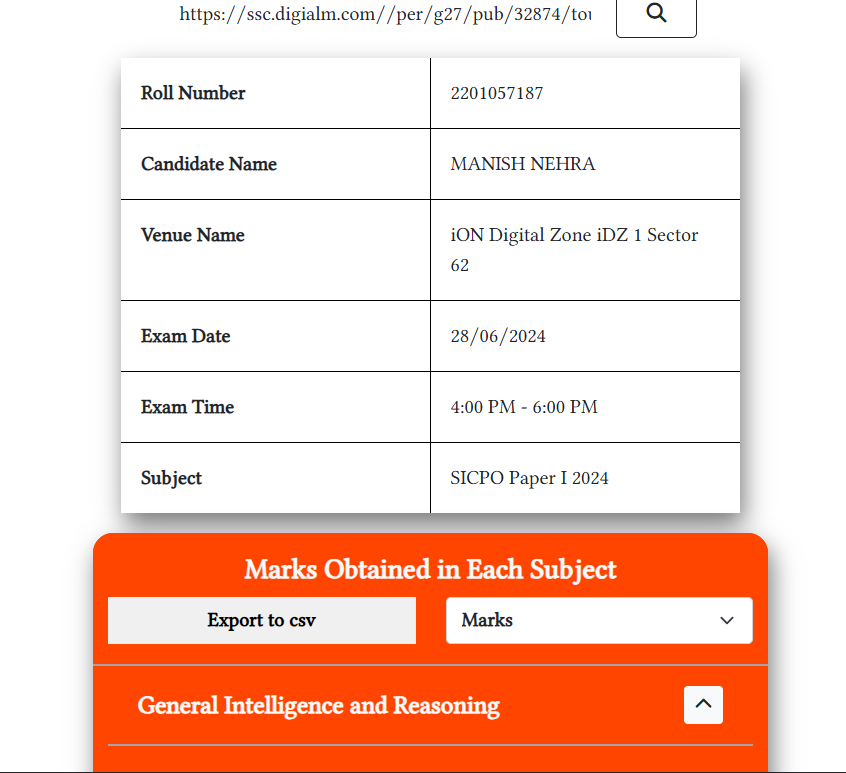 https://ssc.digialm.com//per/g27/pub/32874/tou
Roll Number 2201057187
Candidate Name MANISH NEHRA
Venue Name iON Digital Zone iDZ 1 Sector
62
Exam Date 28/06/2024
Exam Time 4:00 PM - 6:00 PM
Subject SICPO Paper I 2024
Marks Obtained in Each Subject
Export to csv Marks
General Intelligence and Reasoning